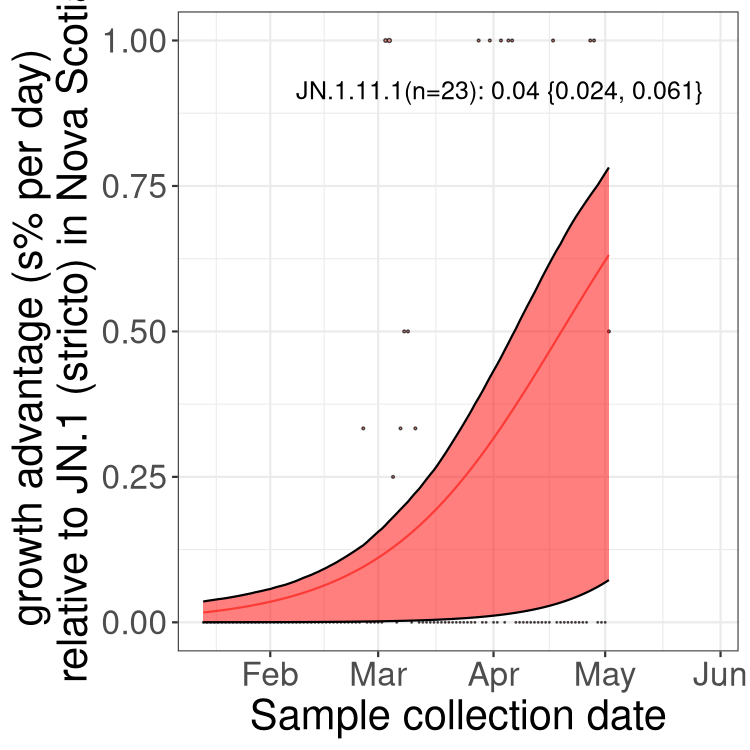 growth advantage (s% per day)
relative to JN.1 (stricto) in Nova Scotia
1.00
0.75
0.50
0.25
0.00
JN.1.11.1(n=23): 0.04 {0.024, 0.061}
Feb Mar Apr May Jun
Sample collection date